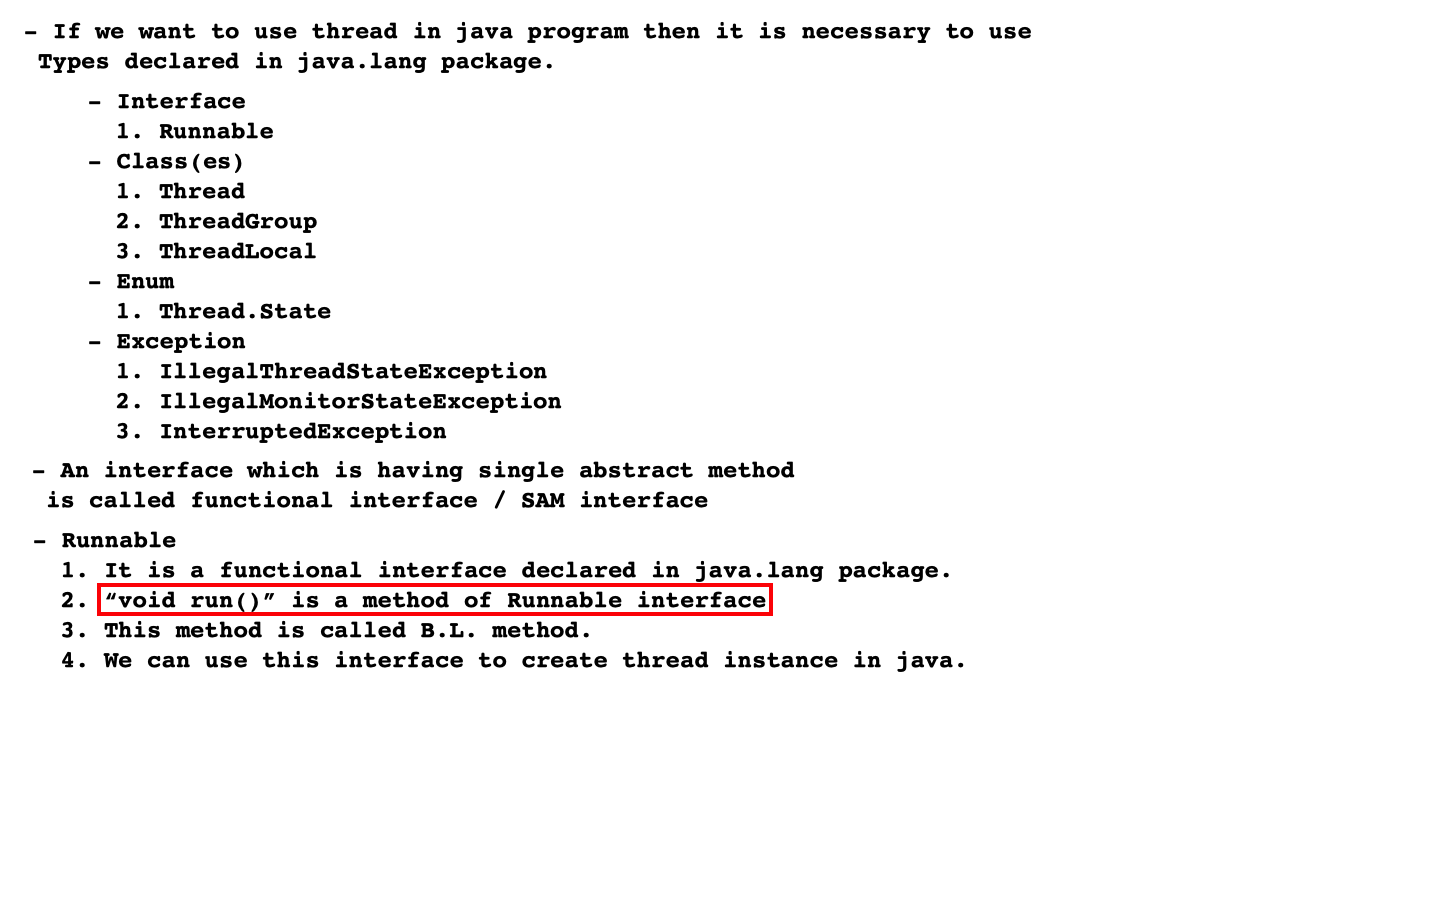 – If we want to use thread in java program then it is necessary to use
Types declared in java.lang package.
– Interface
1. Runnable
– Class(es)
1. Thread
2. ThreadGroup
3. ThreadLocal
– Enum
1. Thread.State
– Exception
1. IllegalThreadStateException
2. IllegalMonitorStateException
3. InterruptedException
– An interface which is having single abstract method
is called functional interface / SAM interface
– Runnable
1. It is a functional interface declared in java.lang package.
2. “void run()” is a method of Runnable interface
3. This method is called B.L. method.
4. We can use this interface to create thread instance in java.